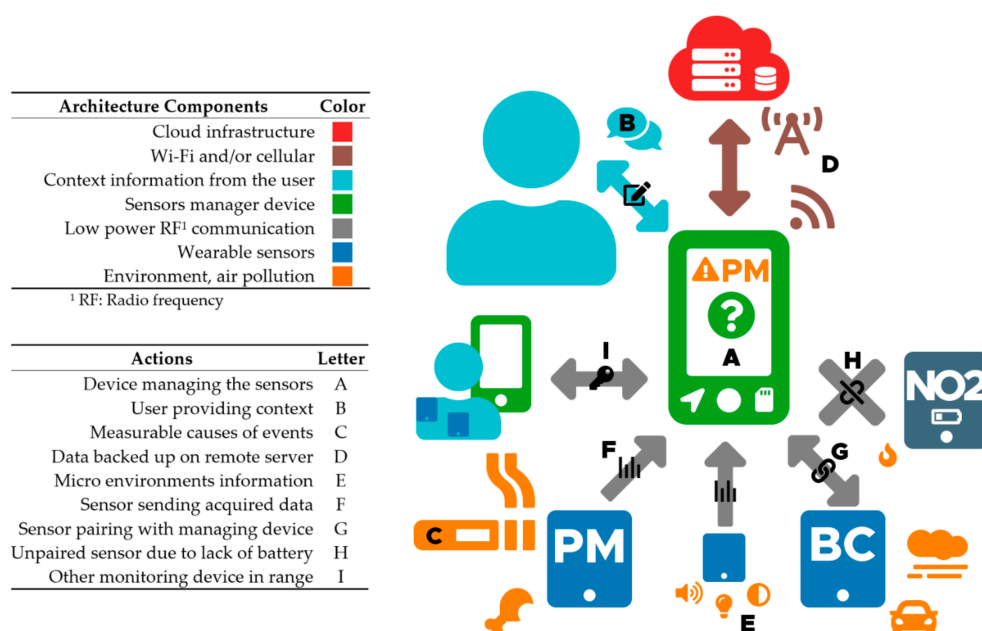 Architecture Components Color
Cloud infrastructure
Wi-Fi and/or cellular
Context information from the user
Sensors manager device
Low power RF¹ communication
Wearable sensors
Environment, air pollution
¹ RF: Radio frequency
Actions Letter
Device managing the sensors A
User providing context B
Measurable causes of events C
Data backed up on remote server D
Micro environments information E
Sensor sending acquired data F
Sensor pairing with managing device G
Unpaired sensor due to lack of battery H
Other monitoring device in range I
B
D
PM
?
A
I
H
NO2
F
G
C
PM
BC
E